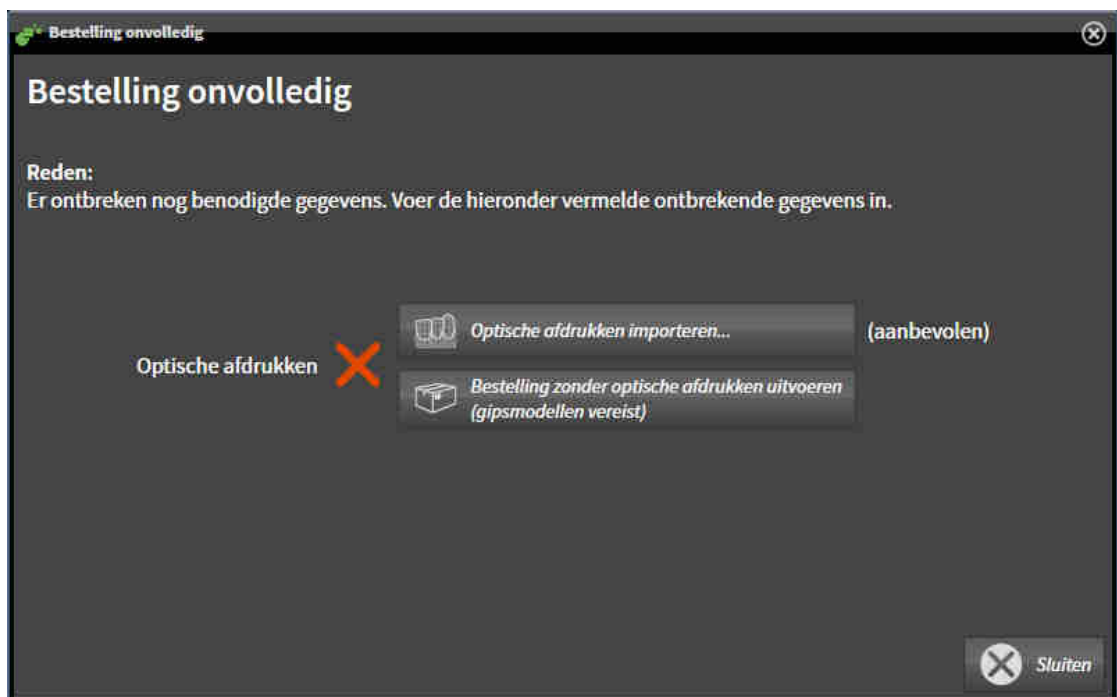 Bestelling onvolledig
Bestelling onvolledig
Reden:
Er ontbreken nog benodigde gegevens. Voer de hieronder vermelde ontbrekende gegevens in.
Optische afdrukken
Optische afdrukken importeren...
(aanbevolen)
Bestelling zonder optische afdrukken uitvoeren
(gipsmodellen vereist)
Sluiten